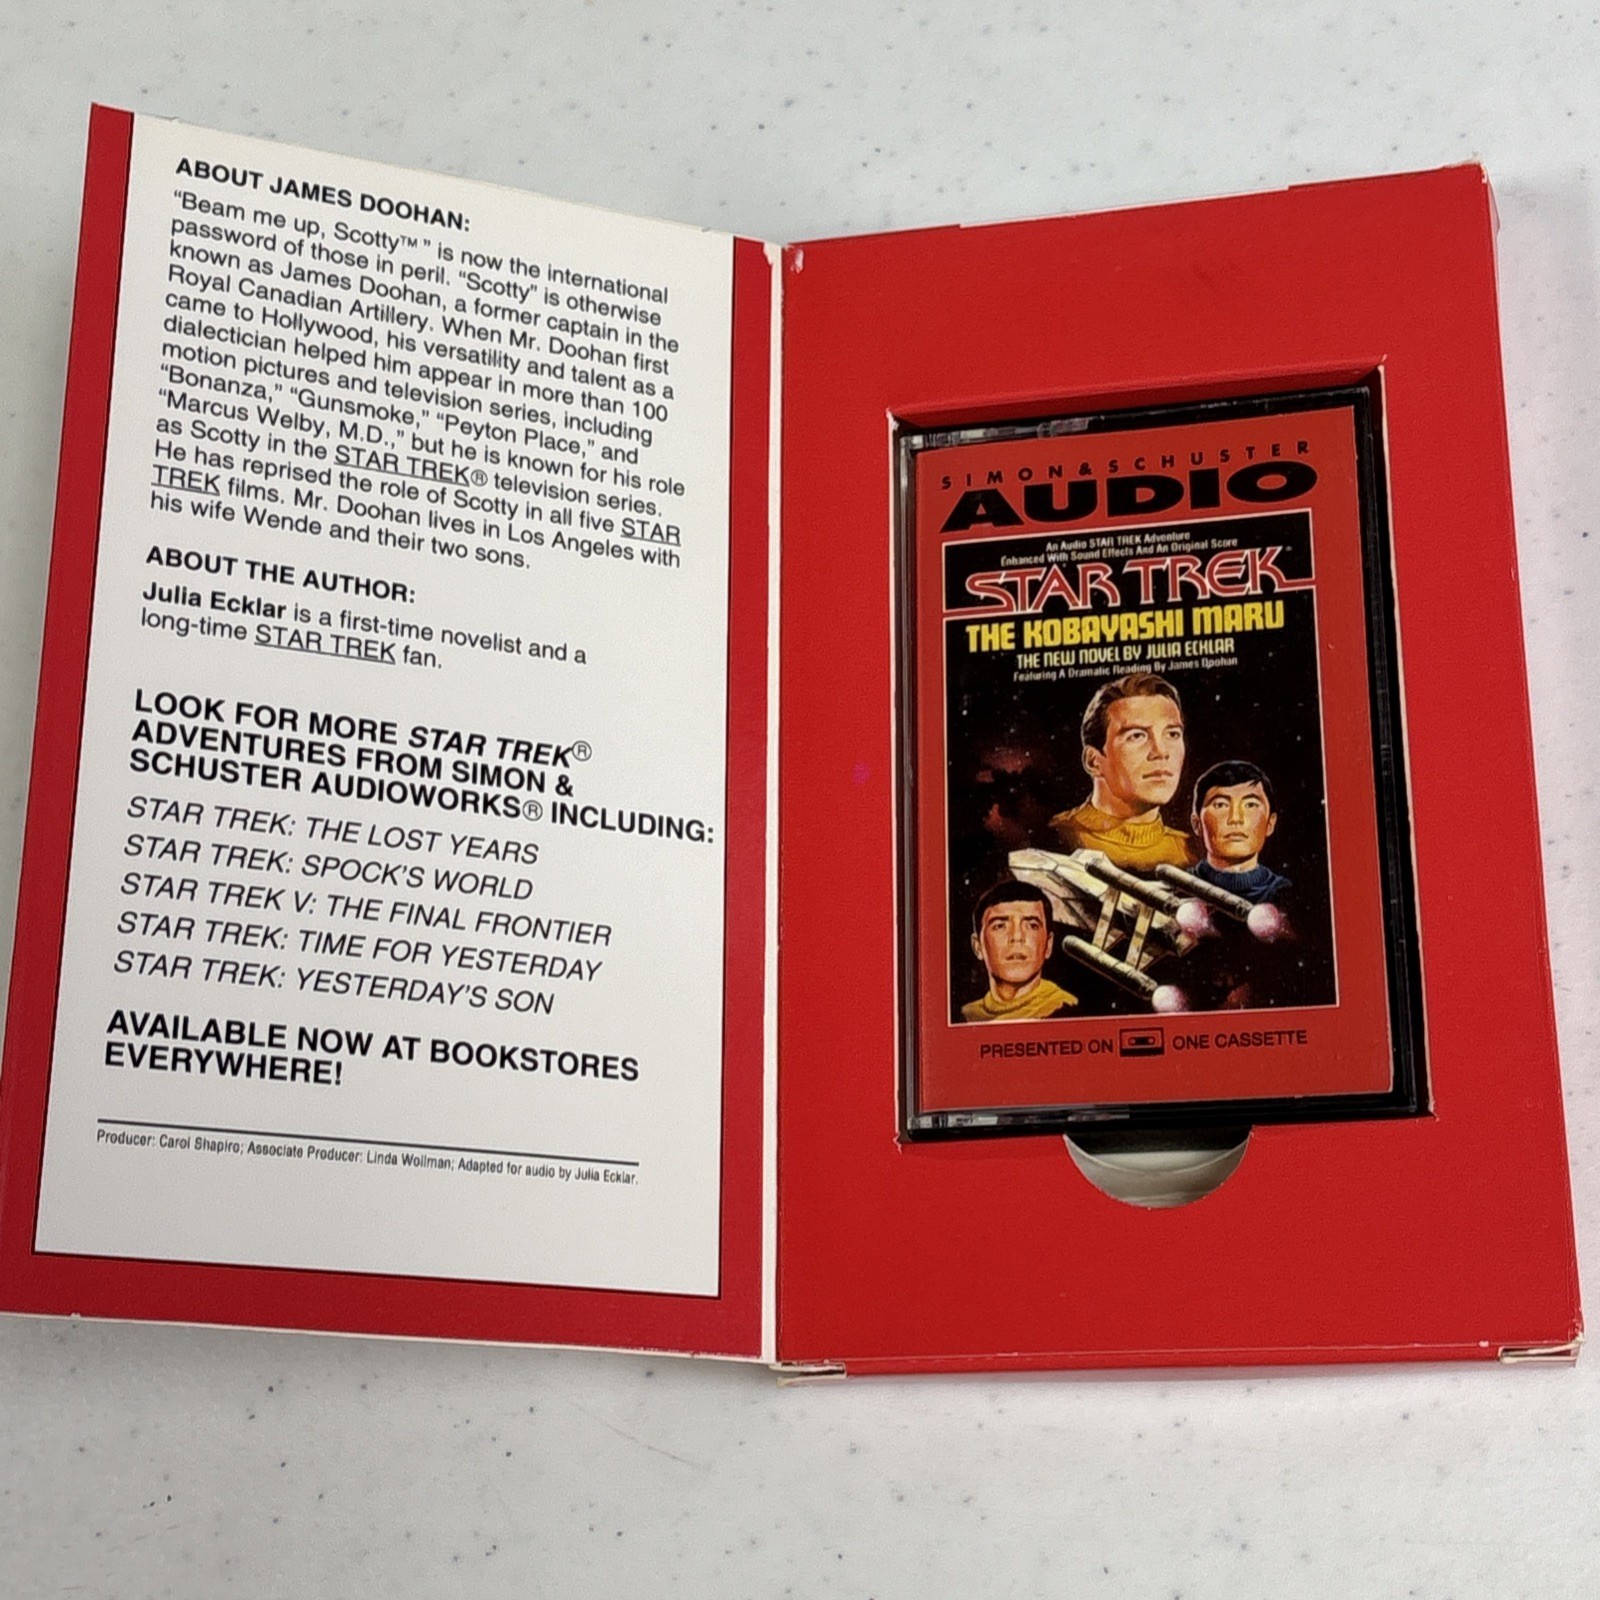 ABOUT JAMES DOOHAN:
“Beam me up, Scotty™” is now the international
password of those in peril. “Scotty” is otherwise
known as James Doohan, a former captain in the
Royal Canadian Artillery. When Mr. Doohan first
came to Hollywood, his versatility and talent as a
dialectician helped him appear in more than 100
motion pictures and television series, including
“Bonanza,” “Gunsmoke,” “Peyton Place,” and
“Marcus Welby, M.D.,” but he is known for his role
as Scotty in the STAR TREK® television series.
He has reprised the role of Scotty in all five STAR
TREK films. Mr. Doohan lives in Los Angeles with
his wife Wende and their two sons.
ABOUT THE AUTHOR:
Julia Ecklar is a first-time novelist and a
long-time STAR TREK fan.
LOOK FOR MORE STAR TREK®
ADVENTURES FROM SIMON &
SCHUSTER AUDIOWORKS® INCLUDING:
STAR TREK: THE LOST YEARS
STAR TREK: SPOCK'S WORLD
STAR TREK V: THE FINAL FRONTIER
STAR TREK: TIME FOR YESTERDAY
STAR TREK: YESTERDAY'S SON
AVAILABLE NOW AT BOOKSTORES
EVERYWHERE!
Producer: Carol Shapiro; Associate Producer: Linda Wollman; Adapted for audio by Julia Ecklar.
SIMON & SCHUSTER
AUDIO
An Audio STAR TREK Adventure
Enhanced With Sound Effects And An Original Score
STAR TREK
THE KOBAYASHI MARU
THE NEW NOVEL BY JULIA ECKLAR
Featuring A Dramatic Reading By James Doohan
PRESENTED ON ONE CASSETTE